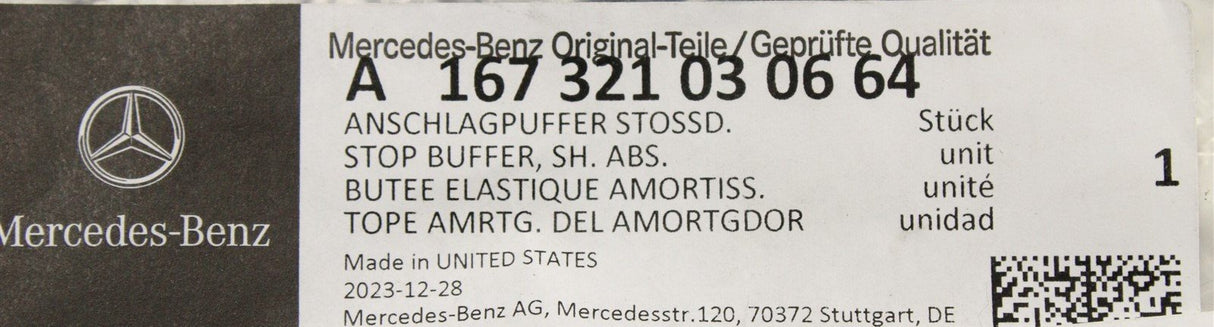 Mercedes-Benz Original-Teile/Geprüfte Qualität
A 167 321 03 06 64
ANSCHLAGPUFFER STOSSD. Stück
STOP BUFFER, SH. ABS. unit
1
BUTEE ELASTIQUE AMORTISS. unité
TOPE AMRTG. DEL AMORTGDOR unidad
Mercedes-Benz
Made in UNITED STATES
2023-12-28
Mercedes-Benz AG, Mercedesstr.120, 70372 Stuttgart, DE